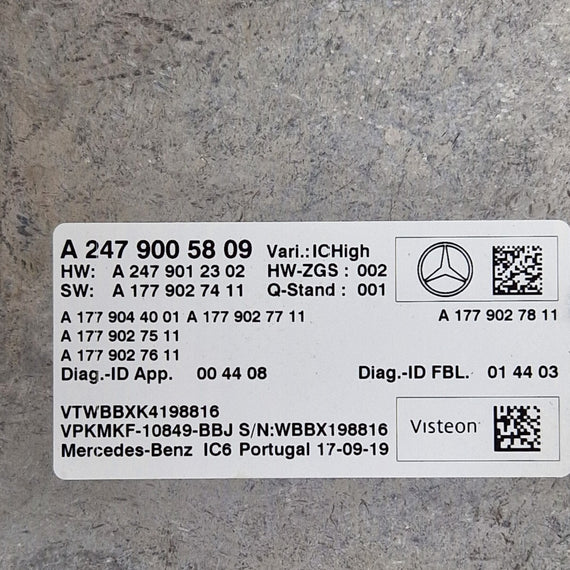 A 247 900 58 09 Vari.:ICHigh
HW: A 247 901 23 02 HW-ZGS : 002
SW: A 177 902 74 11 Q-Stand : 001
A 177 904 40 01 A 177 902 77 11 A 177 902 78 11
A 177 902 75 11
A 177 902 76 11
Diag.-ID App. 00 44 08 Diag.-ID FBL. 01 44 03
VTWBBXK4198816
VPKMKF-10849-BBJ S/N:WBBX198816
Mercedes-Benz IC6 Portugal 17-09-19
Visteon